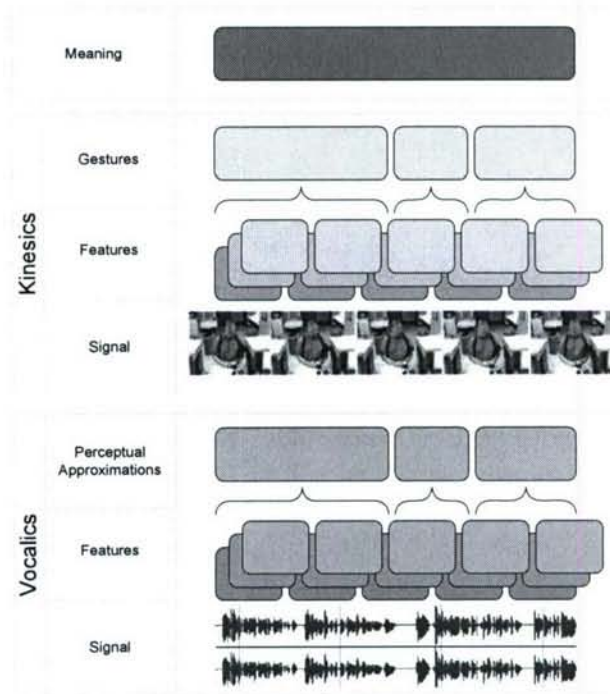 Meaning
Kinesics
Gestures
Features
Signal
Vocalics
Perceptual
Approximations
Features
Signal